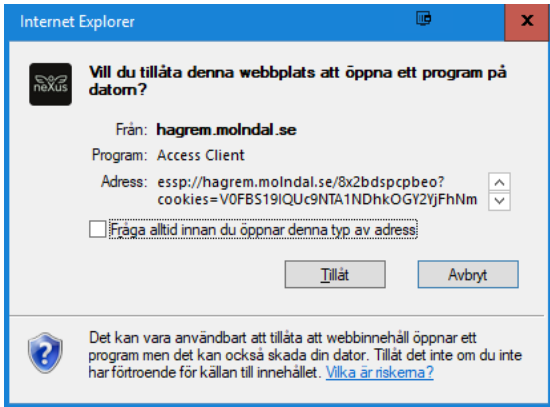 Internet Explorer
x
neXus
Vill du tillåta denna webbplats att öppna ett program på
datorn?
Från: hagrem.molndal.se
Program: Access Client
Adress: essp://hagrem.molndal.se/8x2bdspcpbeo?
cookies=V0FBS19IQUc9NTA1NDhkOGY2YjFhNm
Fråga alltid innan du öppnar denna typ av adress
Tillåt
Avbryt
Det kan vara användbart att tillåta att webbinnehåll öppnar ett
program men det kan också skada din dator. Tillåt det inte om du inte
har förtroende för källan till innehållet. Vilka är riskerna?